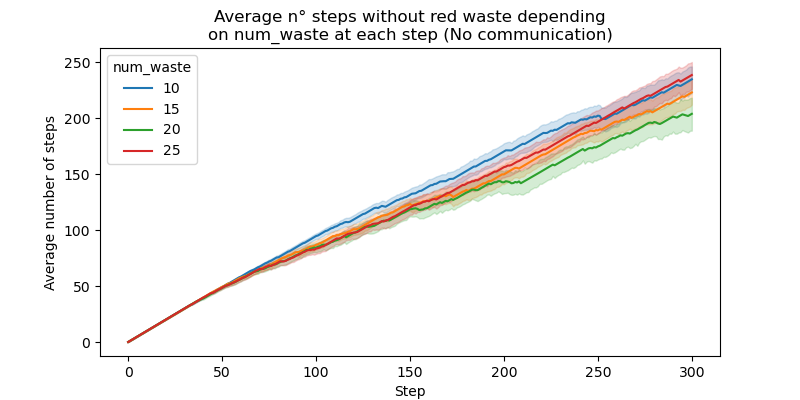 Average n° steps without red waste depending
on num_waste at each step (No communication)
num_waste
10
15
20
25
Average number of steps
250
200
150
100
50
0
0 50 100 150 200 250 300
Step